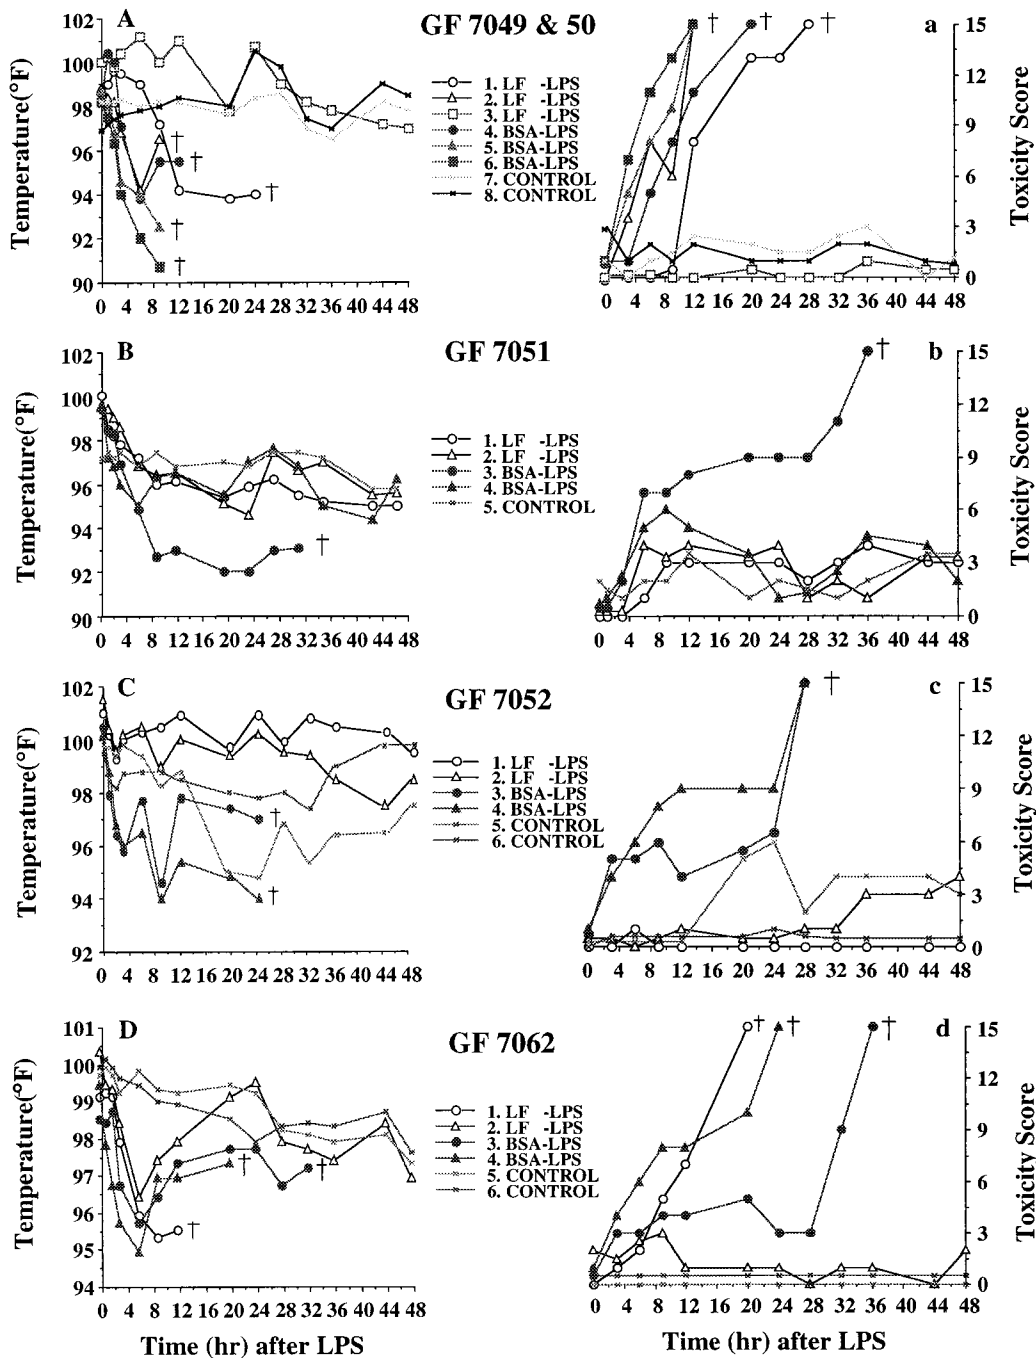 A
GF 7049 & 50
a
Temperature(°F)
102
100
98
96
94
92
90
† † † †
0 4 8 12 16 20 24 28 32 36 40 44 48
1. LF -LPS
2. LF -LPS
3. LF -LPS
4. BSA-LPS
5. BSA-LPS
6. BSA-LPS
7. CONTROL
8. CONTROL
† † †
15
12
9
6
3
0
Toxicity Score
0 4 8 12 16 20 24 28 32 36 40 44 48
B
GF 7051
b
Temperature(°F)
102
100
98
96
94
92
90
†
0 4 8 12 16 20 24 28 32 36 40 44 48
1. LF -LPS
2. LF -LPS
3. BSA-LPS
4. BSA-LPS
5. CONTROL
†
15
12
9
6
3
0
Toxicity Score
0 4 8 12 16 20 24 28 32 36 40 44 48
C
GF 7052
c
Temperature(°F)
102
100
98
96
94
92
† †
0 4 8 12 16 20 24 28 32 36 40 44 48
1. LF -LPS
2. LF -LPS
3. BSA-LPS
4. BSA-LPS
5. CONTROL
6. CONTROL
†
15
12
9
6
3
0
Toxicity Score
0 4 8 12 16 20 24 28 32 36 40 44 48
D
GF 7062
d
Temperature(°F)
101
100
99
98
97
96
95
94
† † †
0 4 8 12 16 20 24 28 32 36 40 44 48
Time (hr) after LPS
1. LF -LPS
2. LF -LPS
3. BSA-LPS
4. BSA-LPS
5. CONTROL
6. CONTROL
† † †
15
12
9
6
3
0
Toxicity Score
0 4 8 12 16 20 24 28 32 36 40 44 48
Time (hr) after LPS